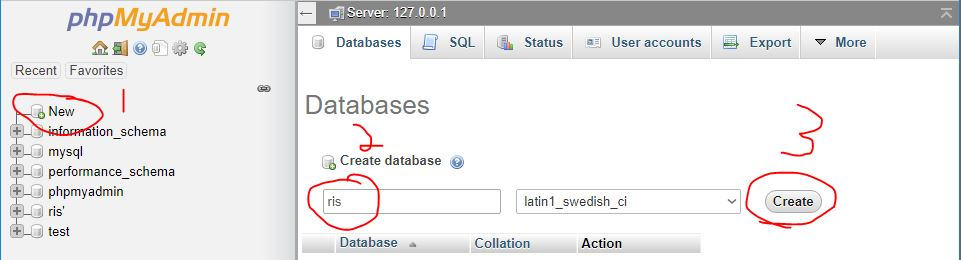 phpMyAdmin
Recent Favorites
New
information_schema
mysql
performance_schema
phpmyadmin
ris'
test
1
Server: 127.0.0.1
Databases SQL Status User accounts Export More
Databases
2
3
Create database
ris latin1_swedish_ci Create
Database Collation Action